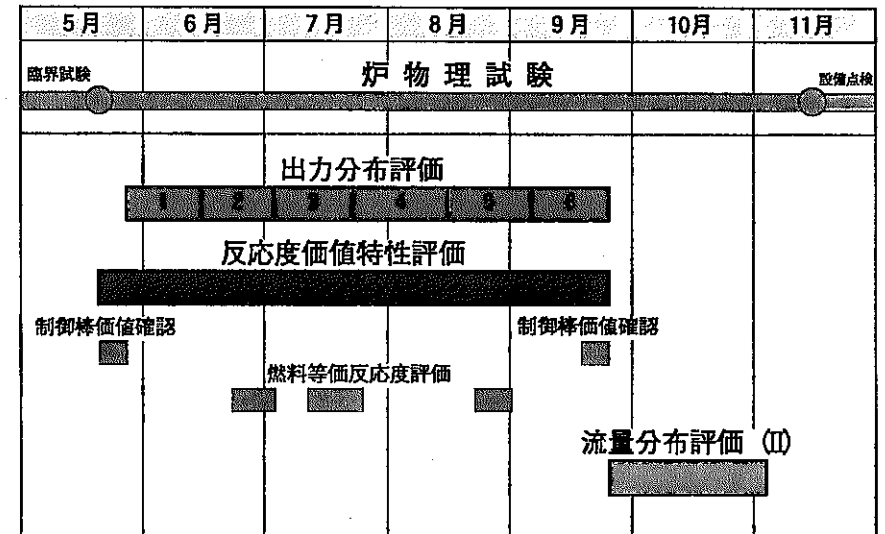 5月 6月 7月 8月 9月 10月 11月
臨界試験 炉物理試験 設備点検
出力分布評価
1 2 3 4 5 6
反応度価値特性評価
制御棒価値確認 制御棒価値確認
燃料等価反応度評価
流量分布評価 (II)